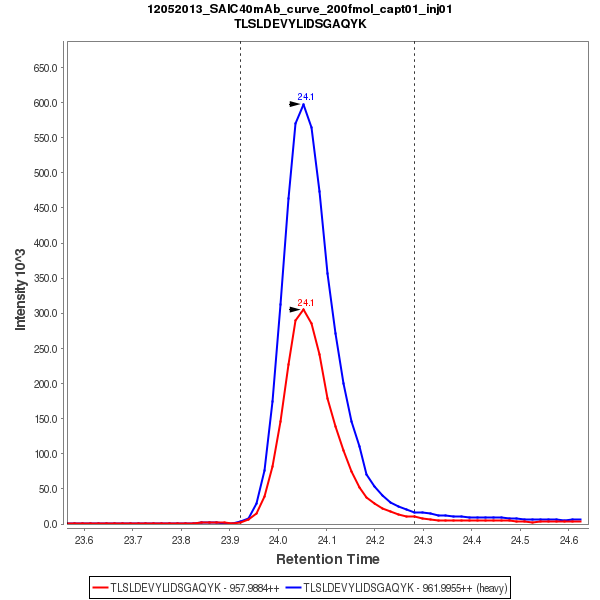 12052013_SAIC40mAb_curve_200fmol_capt01_inj01
TLSLDEVYLIDSGAQYK
Intensity 10^3
650.0
600.0
550.0
500.0
450.0
400.0
350.0
300.0
250.0
200.0
150.0
100.0
50.0
0.0
24.1
24.1
23.6 23.7 23.8 23.9 24.0 24.1 24.2 24.3 24.4 24.5 24.6
Retention Time
TLSLDEVYLIDSGAQYK - 957.9884++ TLSLDEVYLIDSGAQYK - 961.9955++ (heavy)